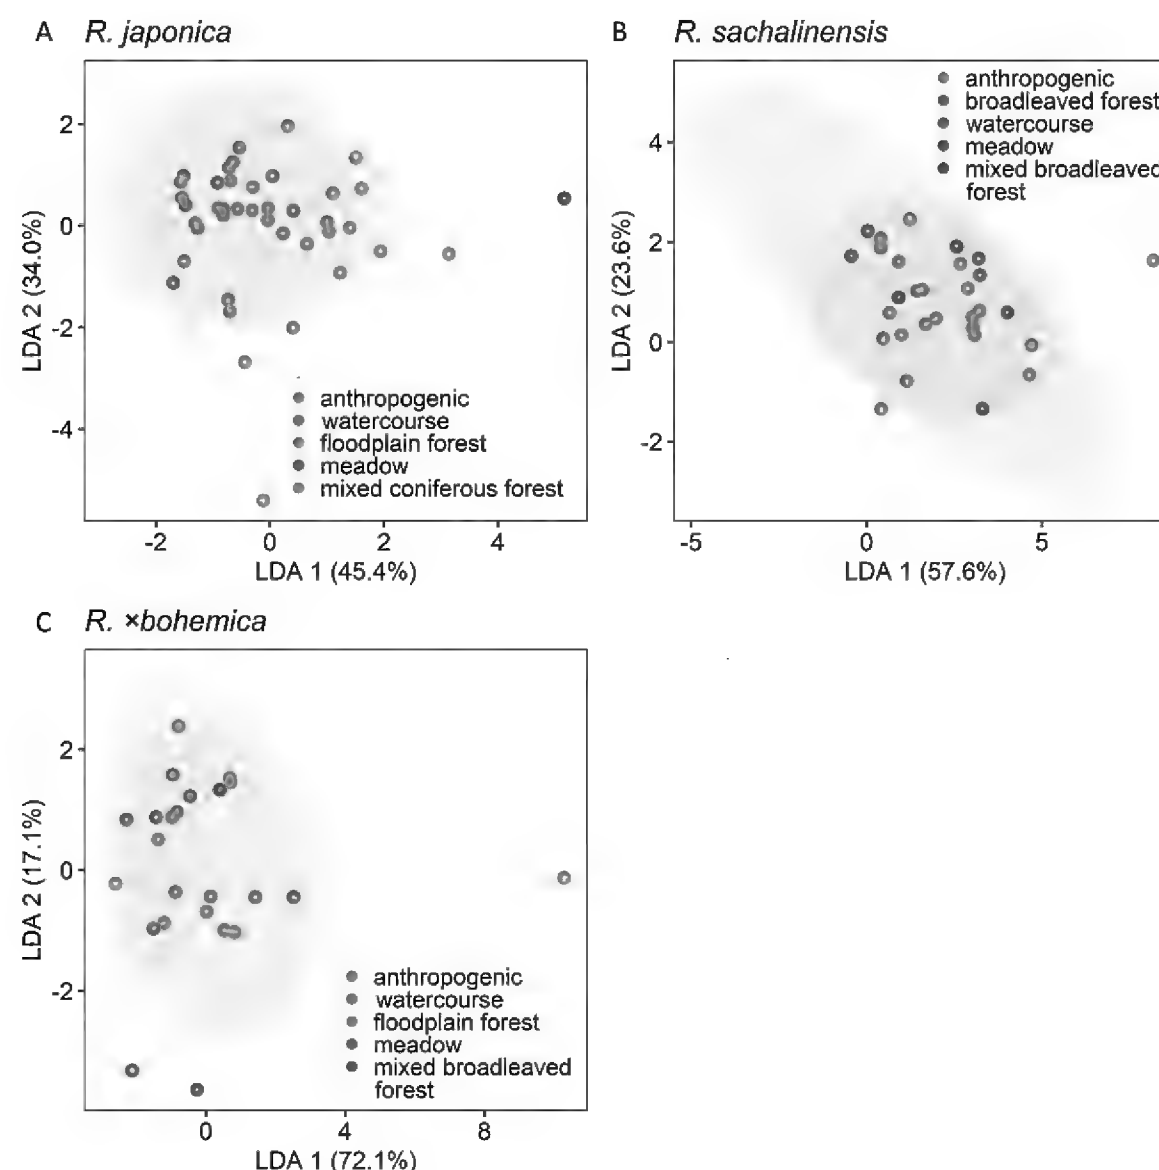 A R. japonica
2
0
-2
-4
LDA 2 (34.0%)
anthropogenic
watercourse
floodplain forest
meadow
mixed coniferous forest
-2 0 2 4
LDA 1 (45.4%)
B R. sachalinensis
anthropogenic
broadleaved forest
watercourse
meadow
mixed broadleaved
forest
4
2
0
-2
LDA 2 (23.6%)
-5 0 5
LDA 1 (57.6%)
C R. ×bohemica
2
0
-2
LDA 2 (17.1%)
anthropogenic
watercourse
floodplain forest
meadow
mixed broadleaved
forest
0 4 8
LDA 1 (72.1%)